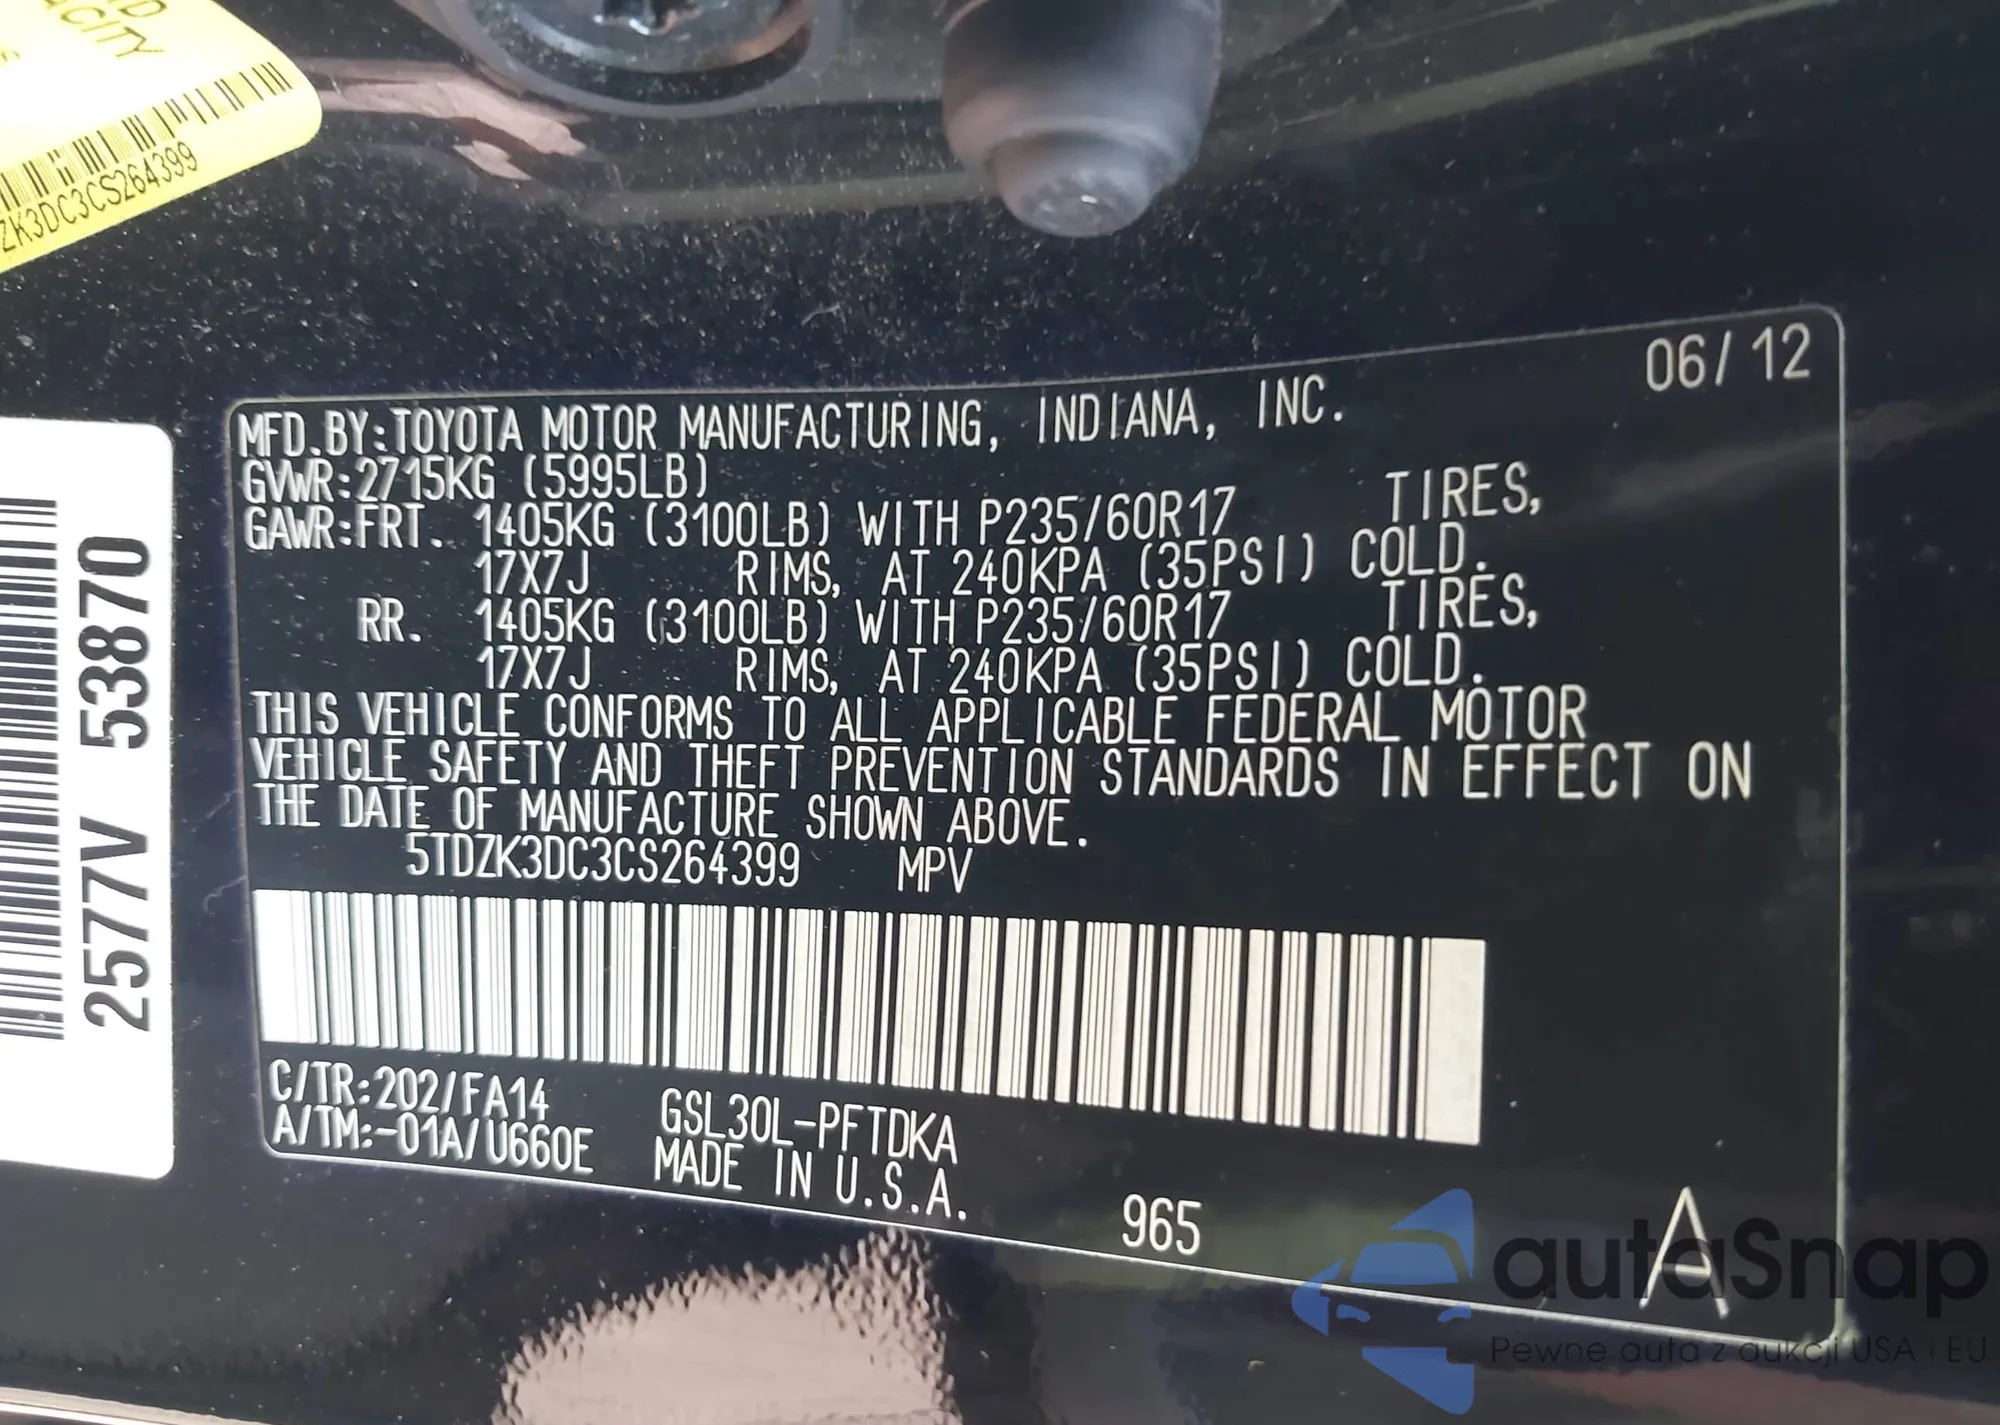 CITY
ZK3DC3CS264399
2577V 53870
06/12
MFD.BY:TOYOTA MOTOR MANUFACTURING, INDIANA, INC.
GVWR:2715KG (5995LB)
GAWR:FRT. 1405KG (3100LB) WITH P235/60R17 TIRES,
17X7J RIMS, AT 240KPA (35PSI) COLD.
RR. 1405KG (3100LB) WITH P235/60R17 TIRES,
17X7J RIMS, AT 240KPA (35PSI) COLD.
THIS VEHICLE CONFORMS TO ALL APPLICABLE FEDERAL MOTOR
VEHICLE SAFETY AND THEFT PREVENTION STANDARDS IN EFFECT ON
THE DATE OF MANUFACTURE SHOWN ABOVE.
5TDZK3DC3CS264399 MPV
C/TR:202/FA14 GSL30L-PFTDKA
A/TM:-01A/U660E MADE IN U.S.A.
965
A
autaSnap
Pewne auta z aukcji USA i EU